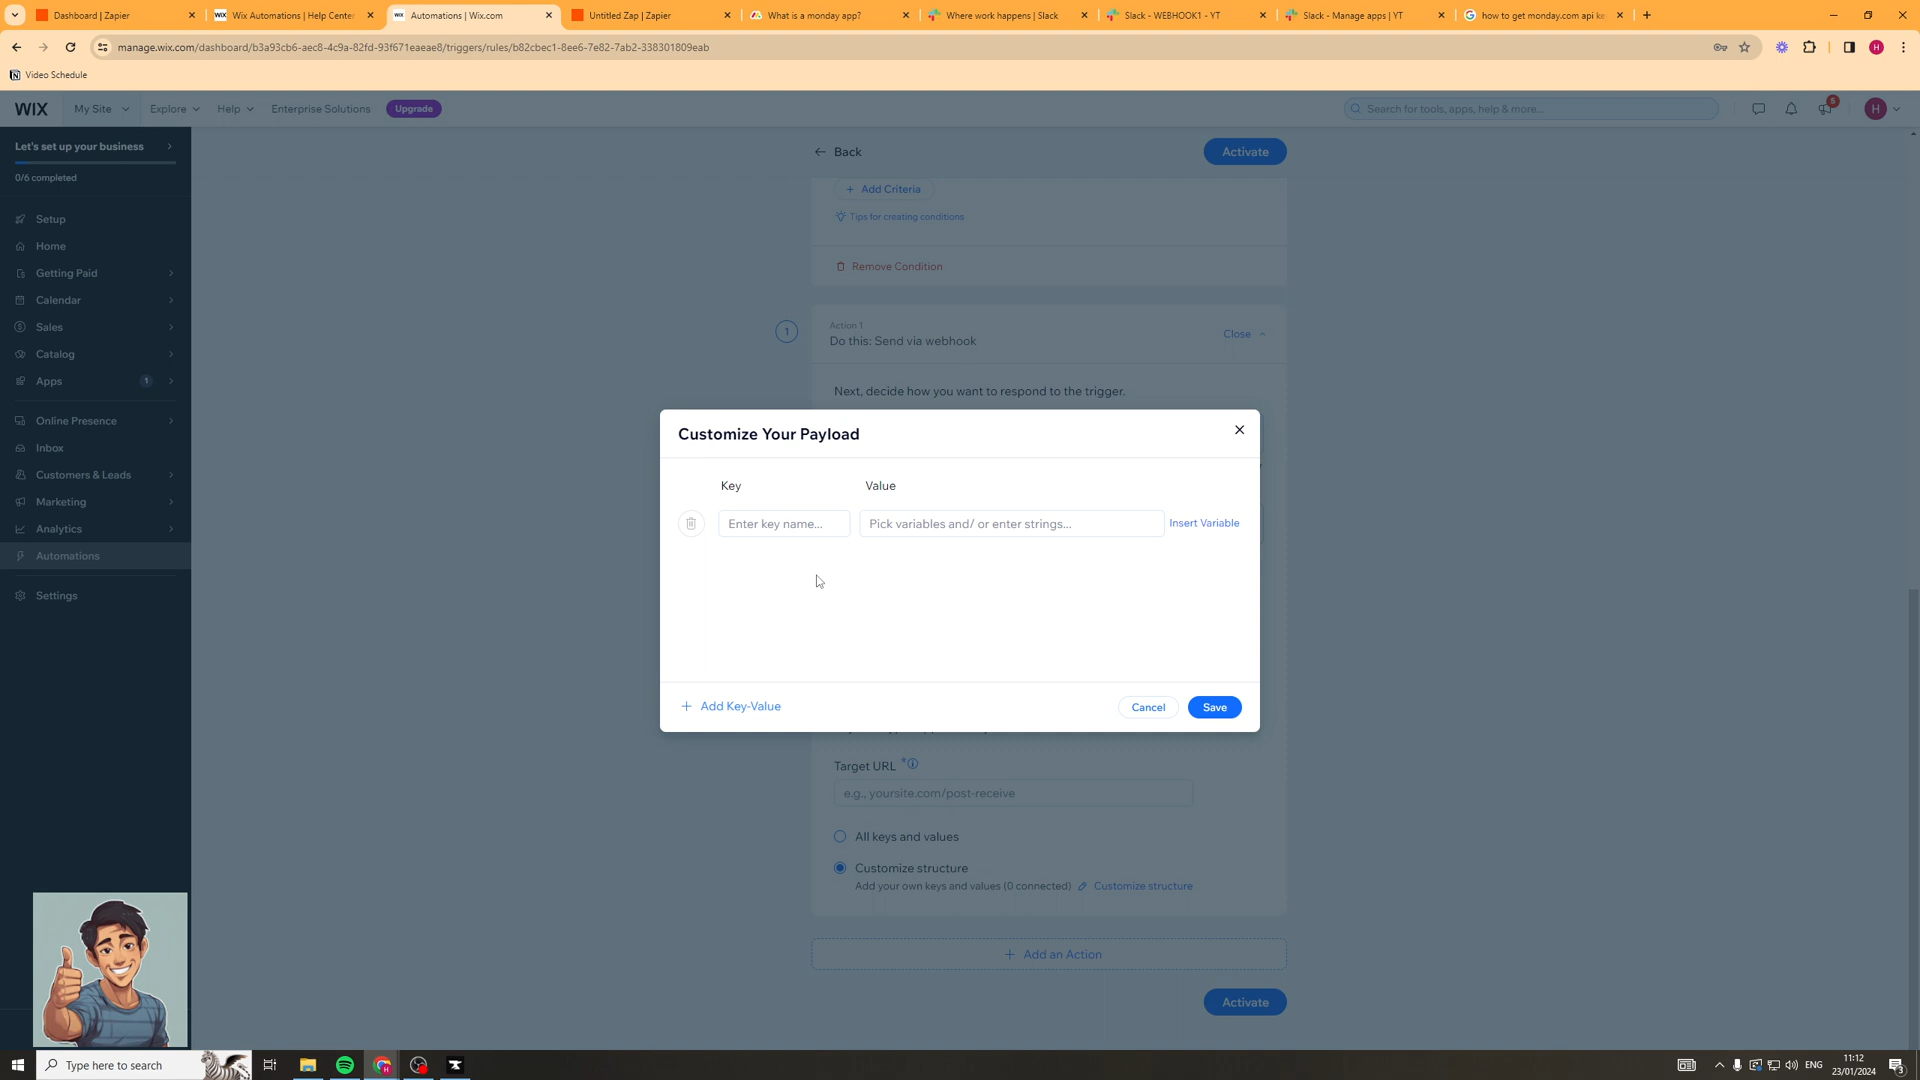 Dashboard | Zapier
Wix Automations | Help Center
Automations | Wix.com
Untitled Zap | Zapier
What is a monday app?
Where work happens | Slack
Slack - WEBHOOK1 - YT
Slack - Manage apps | YT
how to get monday.com api ke
manage.wix.com/dashboard/b3a93cb6-aec8-4c9a-82fd-93f671eaeae8/triggers/rules/b82cbec1-8ee6-7e82-7ab2-338301809eab
H
Video Schedule
WIX
My Site
Explore
Help
Enterprise Solutions
Upgrade
Search for tools, apps, help & more...
5
H
Let's set up your business
0/6 completed
Setup
Home
Getting Paid
Calendar
Sales
Catalog
Apps
1
Online Presence
Inbox
Customers & Leads
Marketing
Analytics
Automations
Settings
Back
Activate
+ Add Criteria
Tips for creating conditions
Remove Condition
1
Action 1
Do this: Send via webhook
Close
Next, decide how you want to respond to the trigger.
Customize Your Payload
Key
Value
Enter key name...
Pick variables and/ or enter strings...
Insert Variable
+ Add Key-Value
Cancel
Save
Target URL *
e.g., yoursite.com/post-receive
All keys and values
Customize structure
Add your own keys and values (0 connected)
Customize structure
+ Add an Action
Activate
Type here to search
ENG
11:12
23/01/2024
3